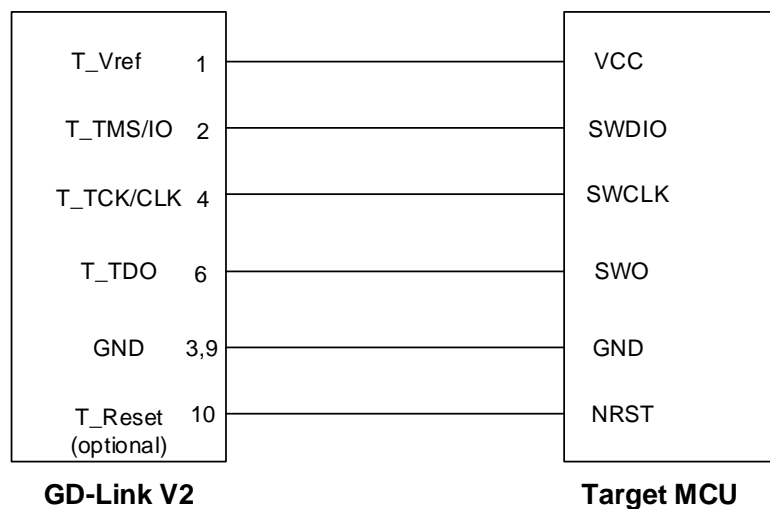 T_Vref 1 VCC
T_TMS/IO 2 SWDIO
T_TCK/CLK 4 SWCLK
T_TDO 6 SWO
GND 3,9 GND
T_Reset 10 NRST
(optional)
GD-Link V2 Target MCU